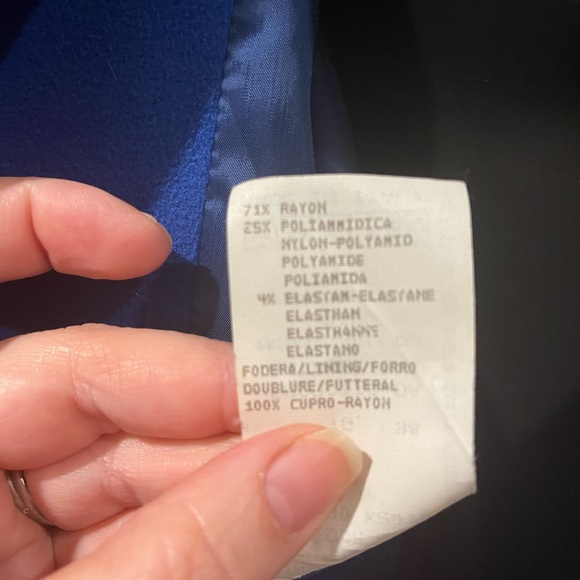 71% RAYON
25% POLIAMMIDICA
NYLON-POLYAMID
POLYAMIDE
POLIAMIDA
4% ELASTAM-ELASTANE
ELASTHAN
ELASTHANNE
ELASTANO
FODERA/LINING/FORRO
DOUBLURE/FUTTERAL
100% CUPRO-RAYON